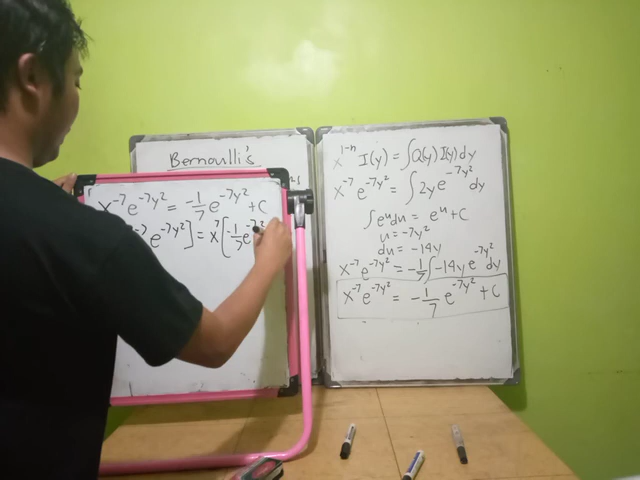 Bernoulli's
x^-7 e^-7y² = -1/7 e^-7y² + C
e^-7y²] = x^7[-1/7 e^-7y²
x^1-n I(y) = ∫Q(y) I(y) dy
x^-7 e^-7y² = ∫2y e^-7y² dy
∫e^u du = e^u + C
u = -7y²
du = -14y
x^-7 e^-7y² = -1/7 ∫-14y e^-7y² dy
x^-7 e^-7y² = -1/7 e^-7y² + C